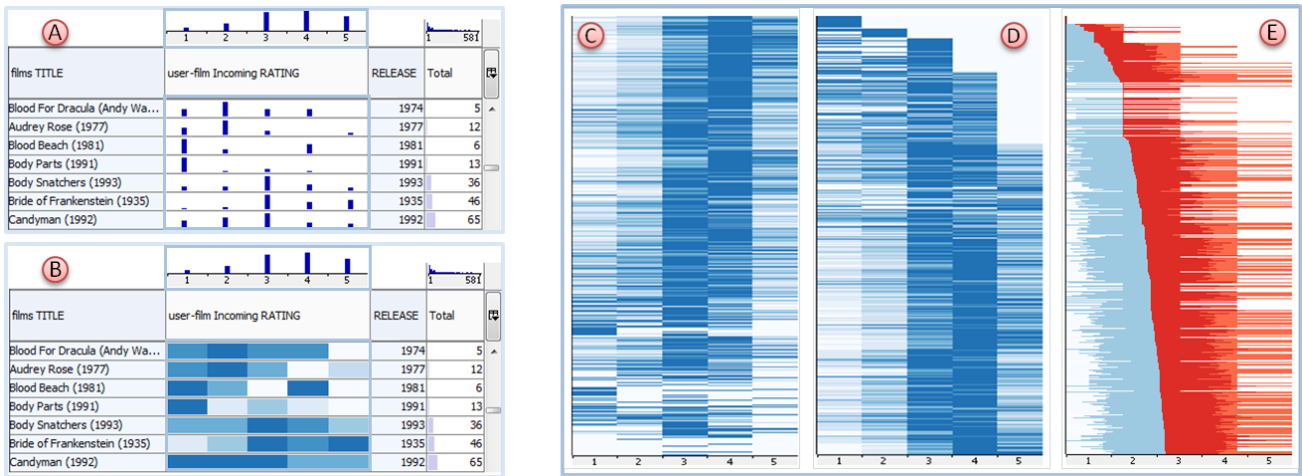 A
1 2 3 4 5
1 581
films TITLE user-film Incoming RATING RELEASE Total
Blood For Dracula (Andy Wa... 1974 5
Audrey Rose (1977) 1977 12
Blood Beach (1981) 1981 6
Body Parts (1991) 1991 13
Body Snatchers (1993) 1993 36
Bride of Frankenstein (1935) 1935 46
Candyman (1992) 1992 65
B
1 2 3 4 5
1 581
films TITLE user-film Incoming RATING RELEASE Total
Blood For Dracula (Andy Wa... 1974 5
Audrey Rose (1977) 1977 12
Blood Beach (1981) 1981 6
Body Parts (1991) 1991 13
Body Snatchers (1993) 1993 36
Bride of Frankenstein (1935) 1935 46
Candyman (1992) 1992 65
C
1 2 3 4 5
D
1 2 3 4 5
E
1 2 3 4 5